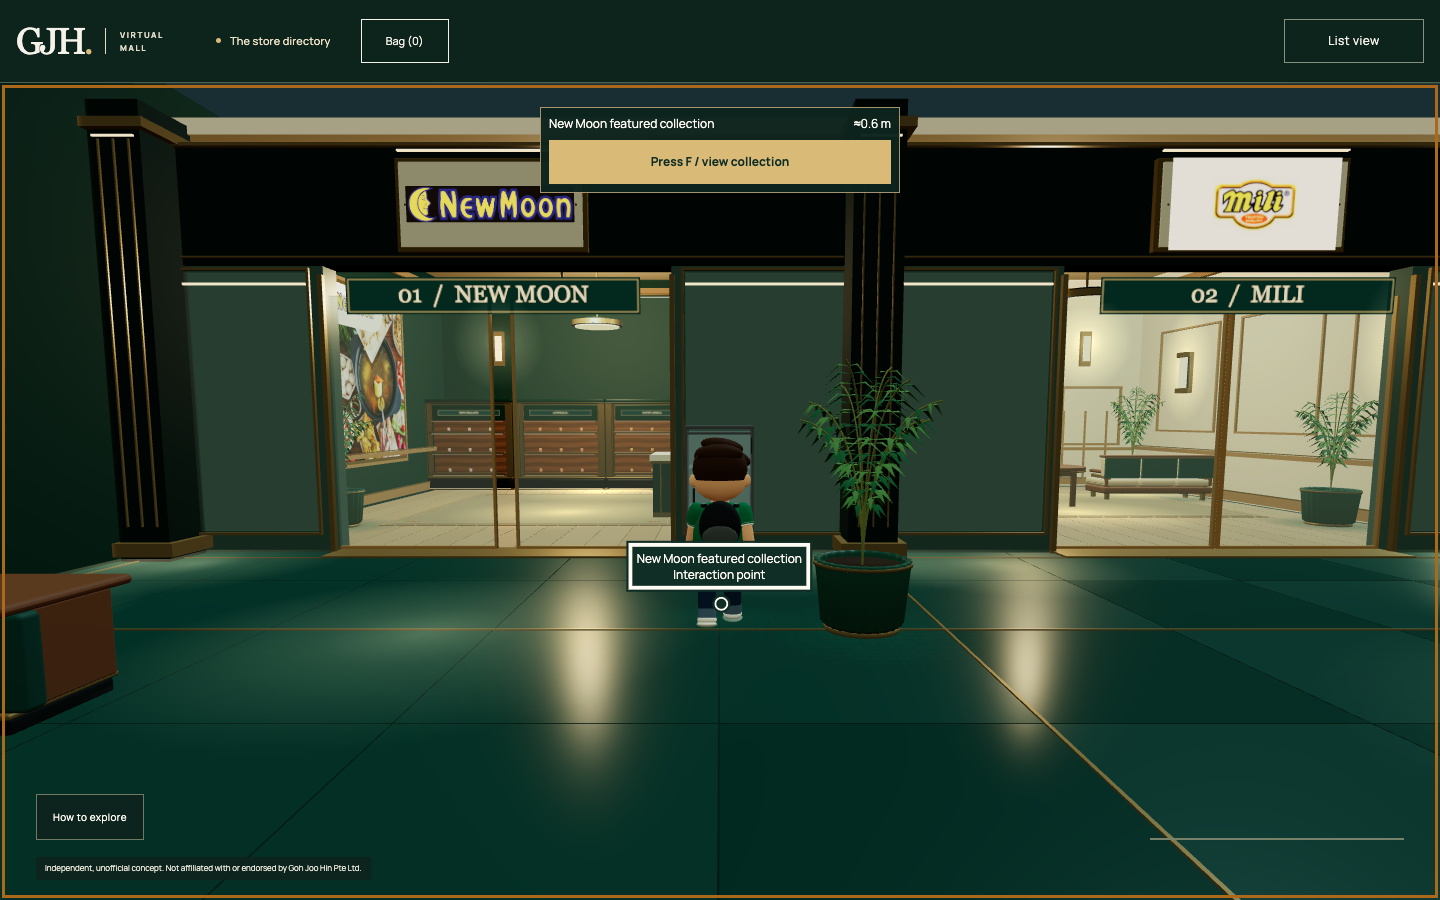 GJH.
VIRTUAL
MALL
The store directory
Bag (0)
List view
New Moon featured collection
≈0.6 m
Press F / view collection
NewMoon
Mili®
01 / NEW MOON
02 / MILI
New Moon featured collection
Interaction point
How to explore
Independent, unofficial concept. Not affiliated with or endorsed by Goh Joo Hin Pte Ltd.